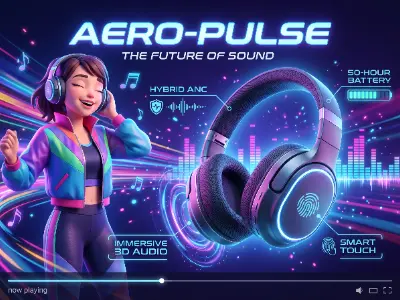 AERO-PULSE
THE FUTURE OF SOUND
HYBRID ANC
50-HOUR
BATTERY
IMMERSIVE
3D AUDIO
SMART
TOUCH
now playing